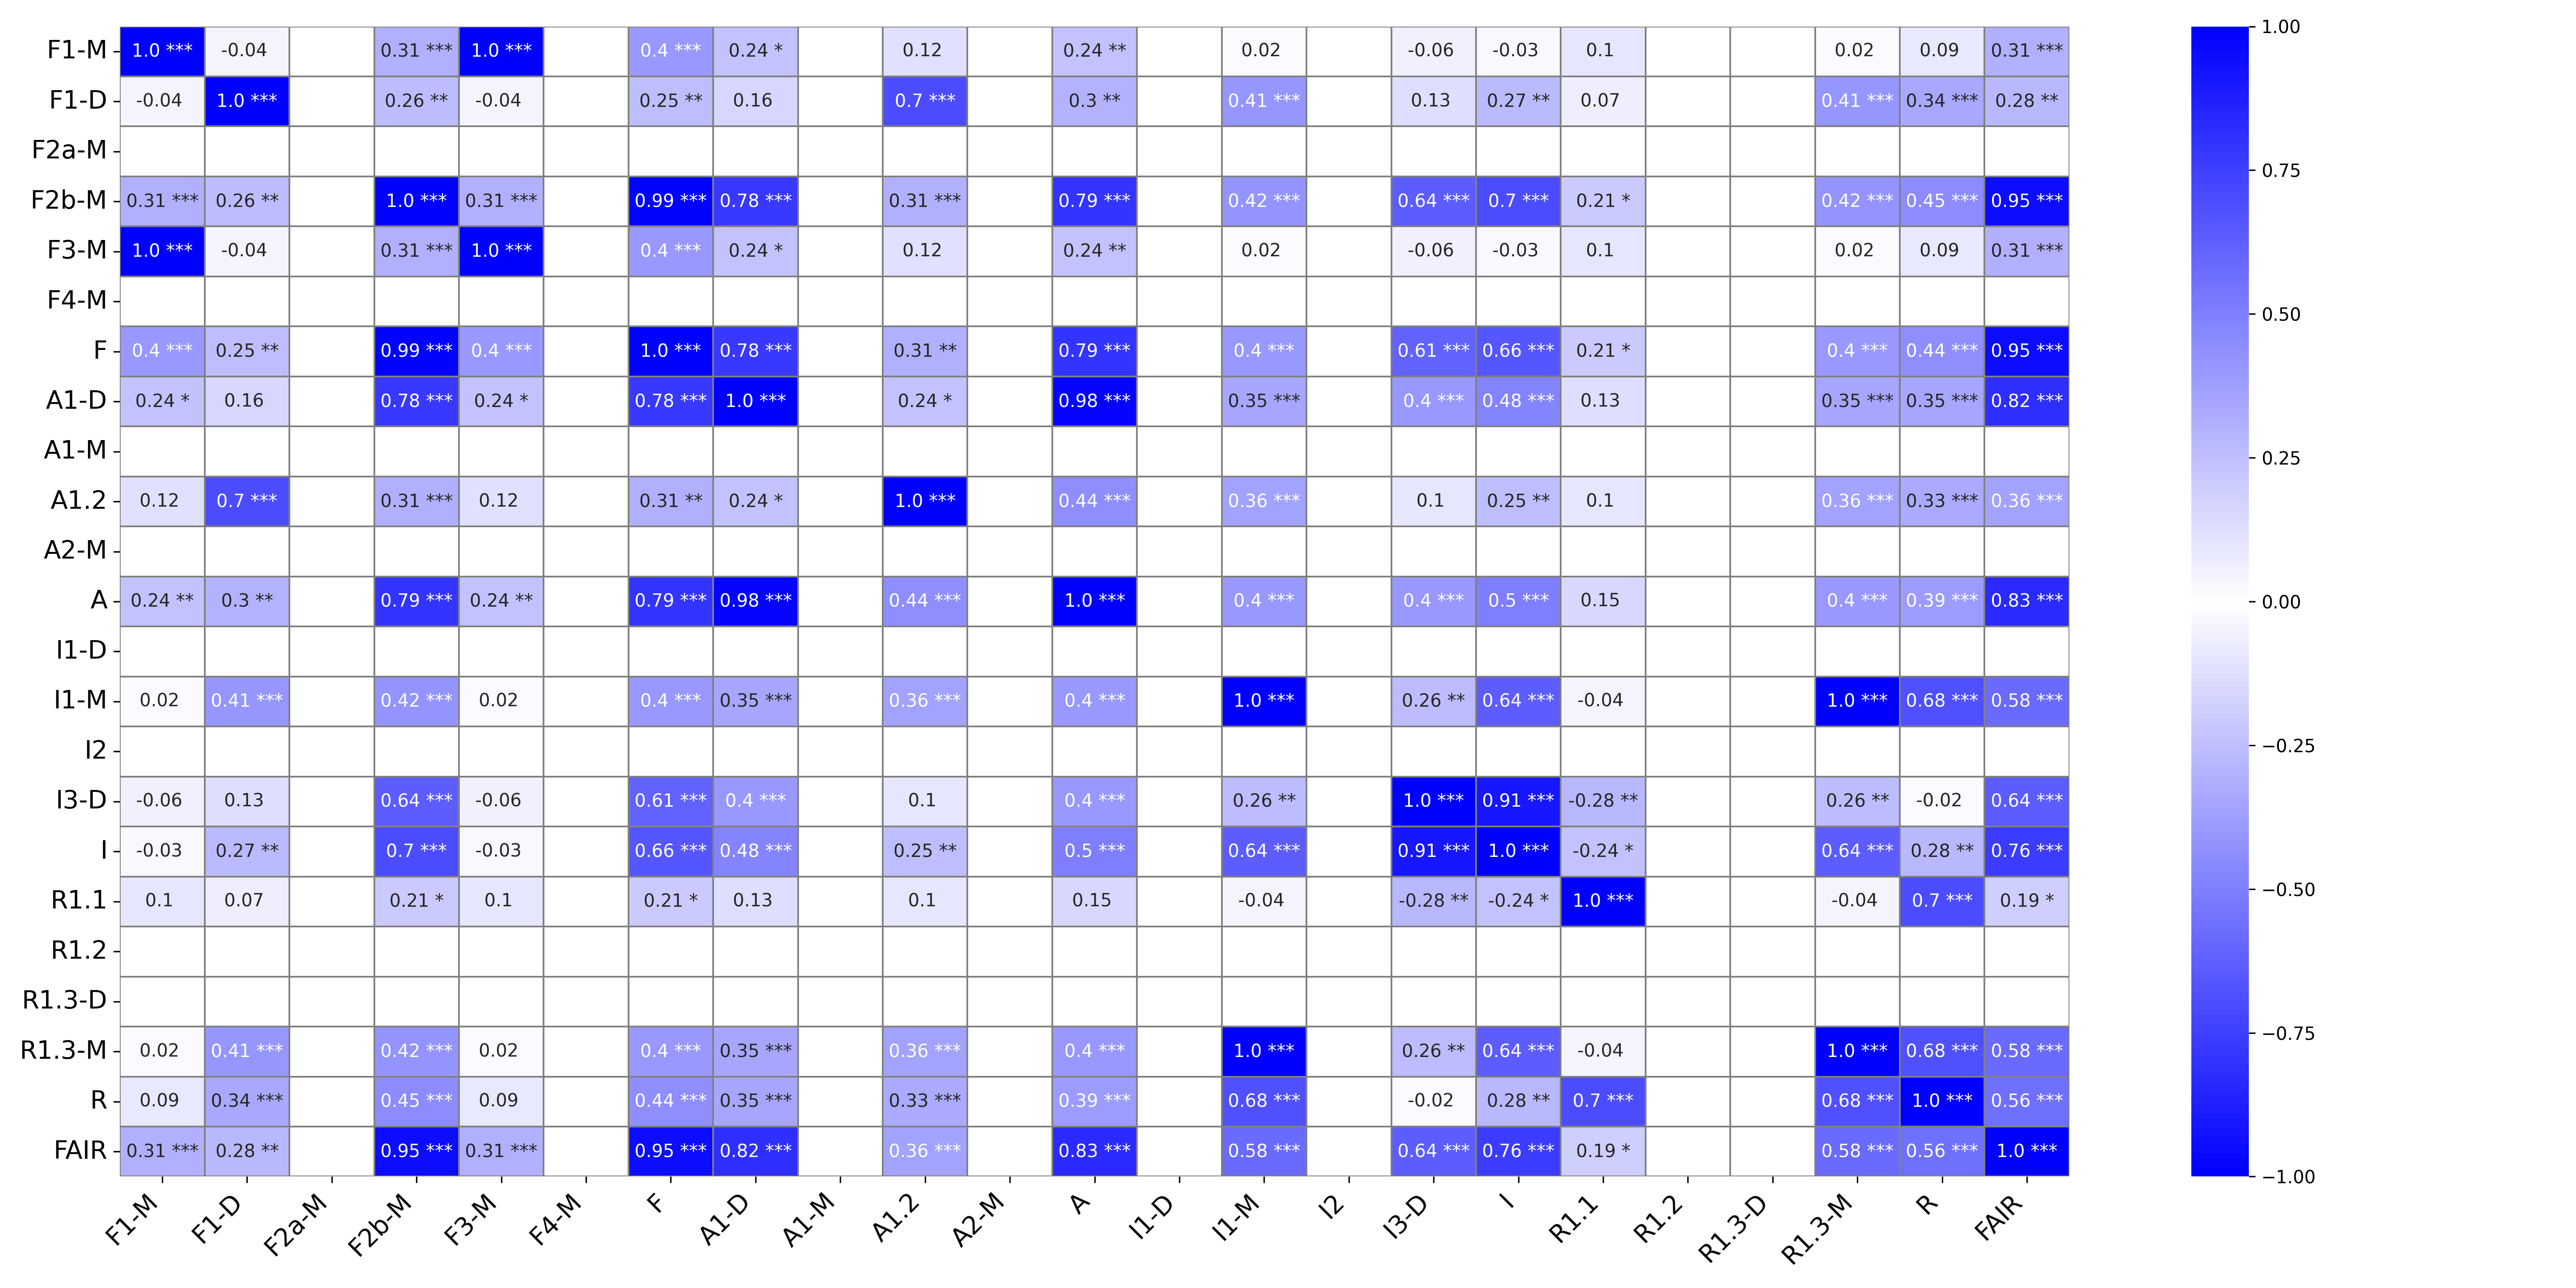 F1-M 1.0 *** -0.04 0.31 *** 1.0 *** 0.4 *** 0.24 * 0.12 0.24 ** 0.02 -0.06 -0.03 0.1 0.02 0.09 0.31 ***
F1-D -0.04 1.0 *** 0.26 ** -0.04 0.25 ** 0.16 0.7 *** 0.3 ** 0.41 *** 0.13 0.27 ** 0.07 0.41 *** 0.34 *** 0.28 **
F2a-M
F2b-M 0.31 *** 0.26 ** 1.0 *** 0.31 *** 0.99 *** 0.78 *** 0.31 *** 0.79 *** 0.42 *** 0.64 *** 0.7 *** 0.21 * 0.42 *** 0.45 *** 0.95 ***
F3-M 1.0 *** -0.04 0.31 *** 1.0 *** 0.4 *** 0.24 * 0.12 0.24 ** 0.02 -0.06 -0.03 0.1 0.02 0.09 0.31 ***
F4-M
F 0.4 *** 0.25 ** 0.99 *** 0.4 *** 1.0 *** 0.78 *** 0.31 ** 0.79 *** 0.4 *** 0.61 *** 0.66 *** 0.21 * 0.4 *** 0.44 *** 0.95 ***
A1-D 0.24 * 0.16 0.78 *** 0.24 * 0.78 *** 1.0 *** 0.24 * 0.98 *** 0.35 *** 0.4 *** 0.48 *** 0.13 0.35 *** 0.35 *** 0.82 ***
A1-M
A1.2 0.12 0.7 *** 0.31 *** 0.12 0.31 ** 0.24 * 1.0 *** 0.44 *** 0.36 *** 0.1 0.25 ** 0.1 0.36 *** 0.33 *** 0.36 ***
A2-M
A 0.24 ** 0.3 ** 0.79 *** 0.24 ** 0.79 *** 0.98 *** 0.44 *** 1.0 *** 0.4 *** 0.4 *** 0.5 *** 0.15 0.4 *** 0.39 *** 0.83 ***
I1-D
I1-M 0.02 0.41 *** 0.42 *** 0.02 0.4 *** 0.35 *** 0.36 *** 0.4 *** 1.0 *** 0.26 ** 0.64 *** -0.04 1.0 *** 0.68 *** 0.58 ***
I2
I3-D -0.06 0.13 0.64 *** -0.06 0.61 *** 0.4 *** 0.1 0.4 *** 0.26 ** 1.0 *** 0.91 *** -0.28 ** 0.26 ** -0.02 0.64 ***
I -0.03 0.27 ** 0.7 *** -0.03 0.66 *** 0.48 *** 0.25 ** 0.5 *** 0.64 *** 0.91 *** 1.0 *** -0.24 * 0.64 *** 0.28 ** 0.76 ***
R1.1 0.1 0.07 0.21 * 0.1 0.21 * 0.13 0.1 0.15 -0.04 -0.28 ** -0.24 * 1.0 *** -0.04 0.7 *** 0.19 *
R1.2
R1.3-D
R1.3-M 0.02 0.41 *** 0.42 *** 0.02 0.4 *** 0.35 *** 0.36 *** 0.4 *** 1.0 *** 0.26 ** 0.64 *** -0.04 1.0 *** 0.68 *** 0.58 ***
R 0.09 0.34 *** 0.45 *** 0.09 0.44 *** 0.35 *** 0.33 *** 0.39 *** 0.68 *** -0.02 0.28 ** 0.7 *** 0.68 *** 1.0 *** 0.56 ***
FAIR 0.31 *** 0.28 ** 0.95 *** 0.31 *** 0.95 *** 0.82 *** 0.36 *** 0.83 *** 0.58 *** 0.64 *** 0.76 *** 0.19 * 0.58 *** 0.56 *** 1.0 ***
F1-M F1-D F2a-M F2b-M F3-M F4-M F A1-D A1-M A1.2 A2-M A I1-D I1-M I2 I3-D I R1.1 R1.2 R1.3-D R1.3-M R FAIR
1.00
0.75
0.50
0.25
0.00
−0.25
−0.50
−0.75
−1.00